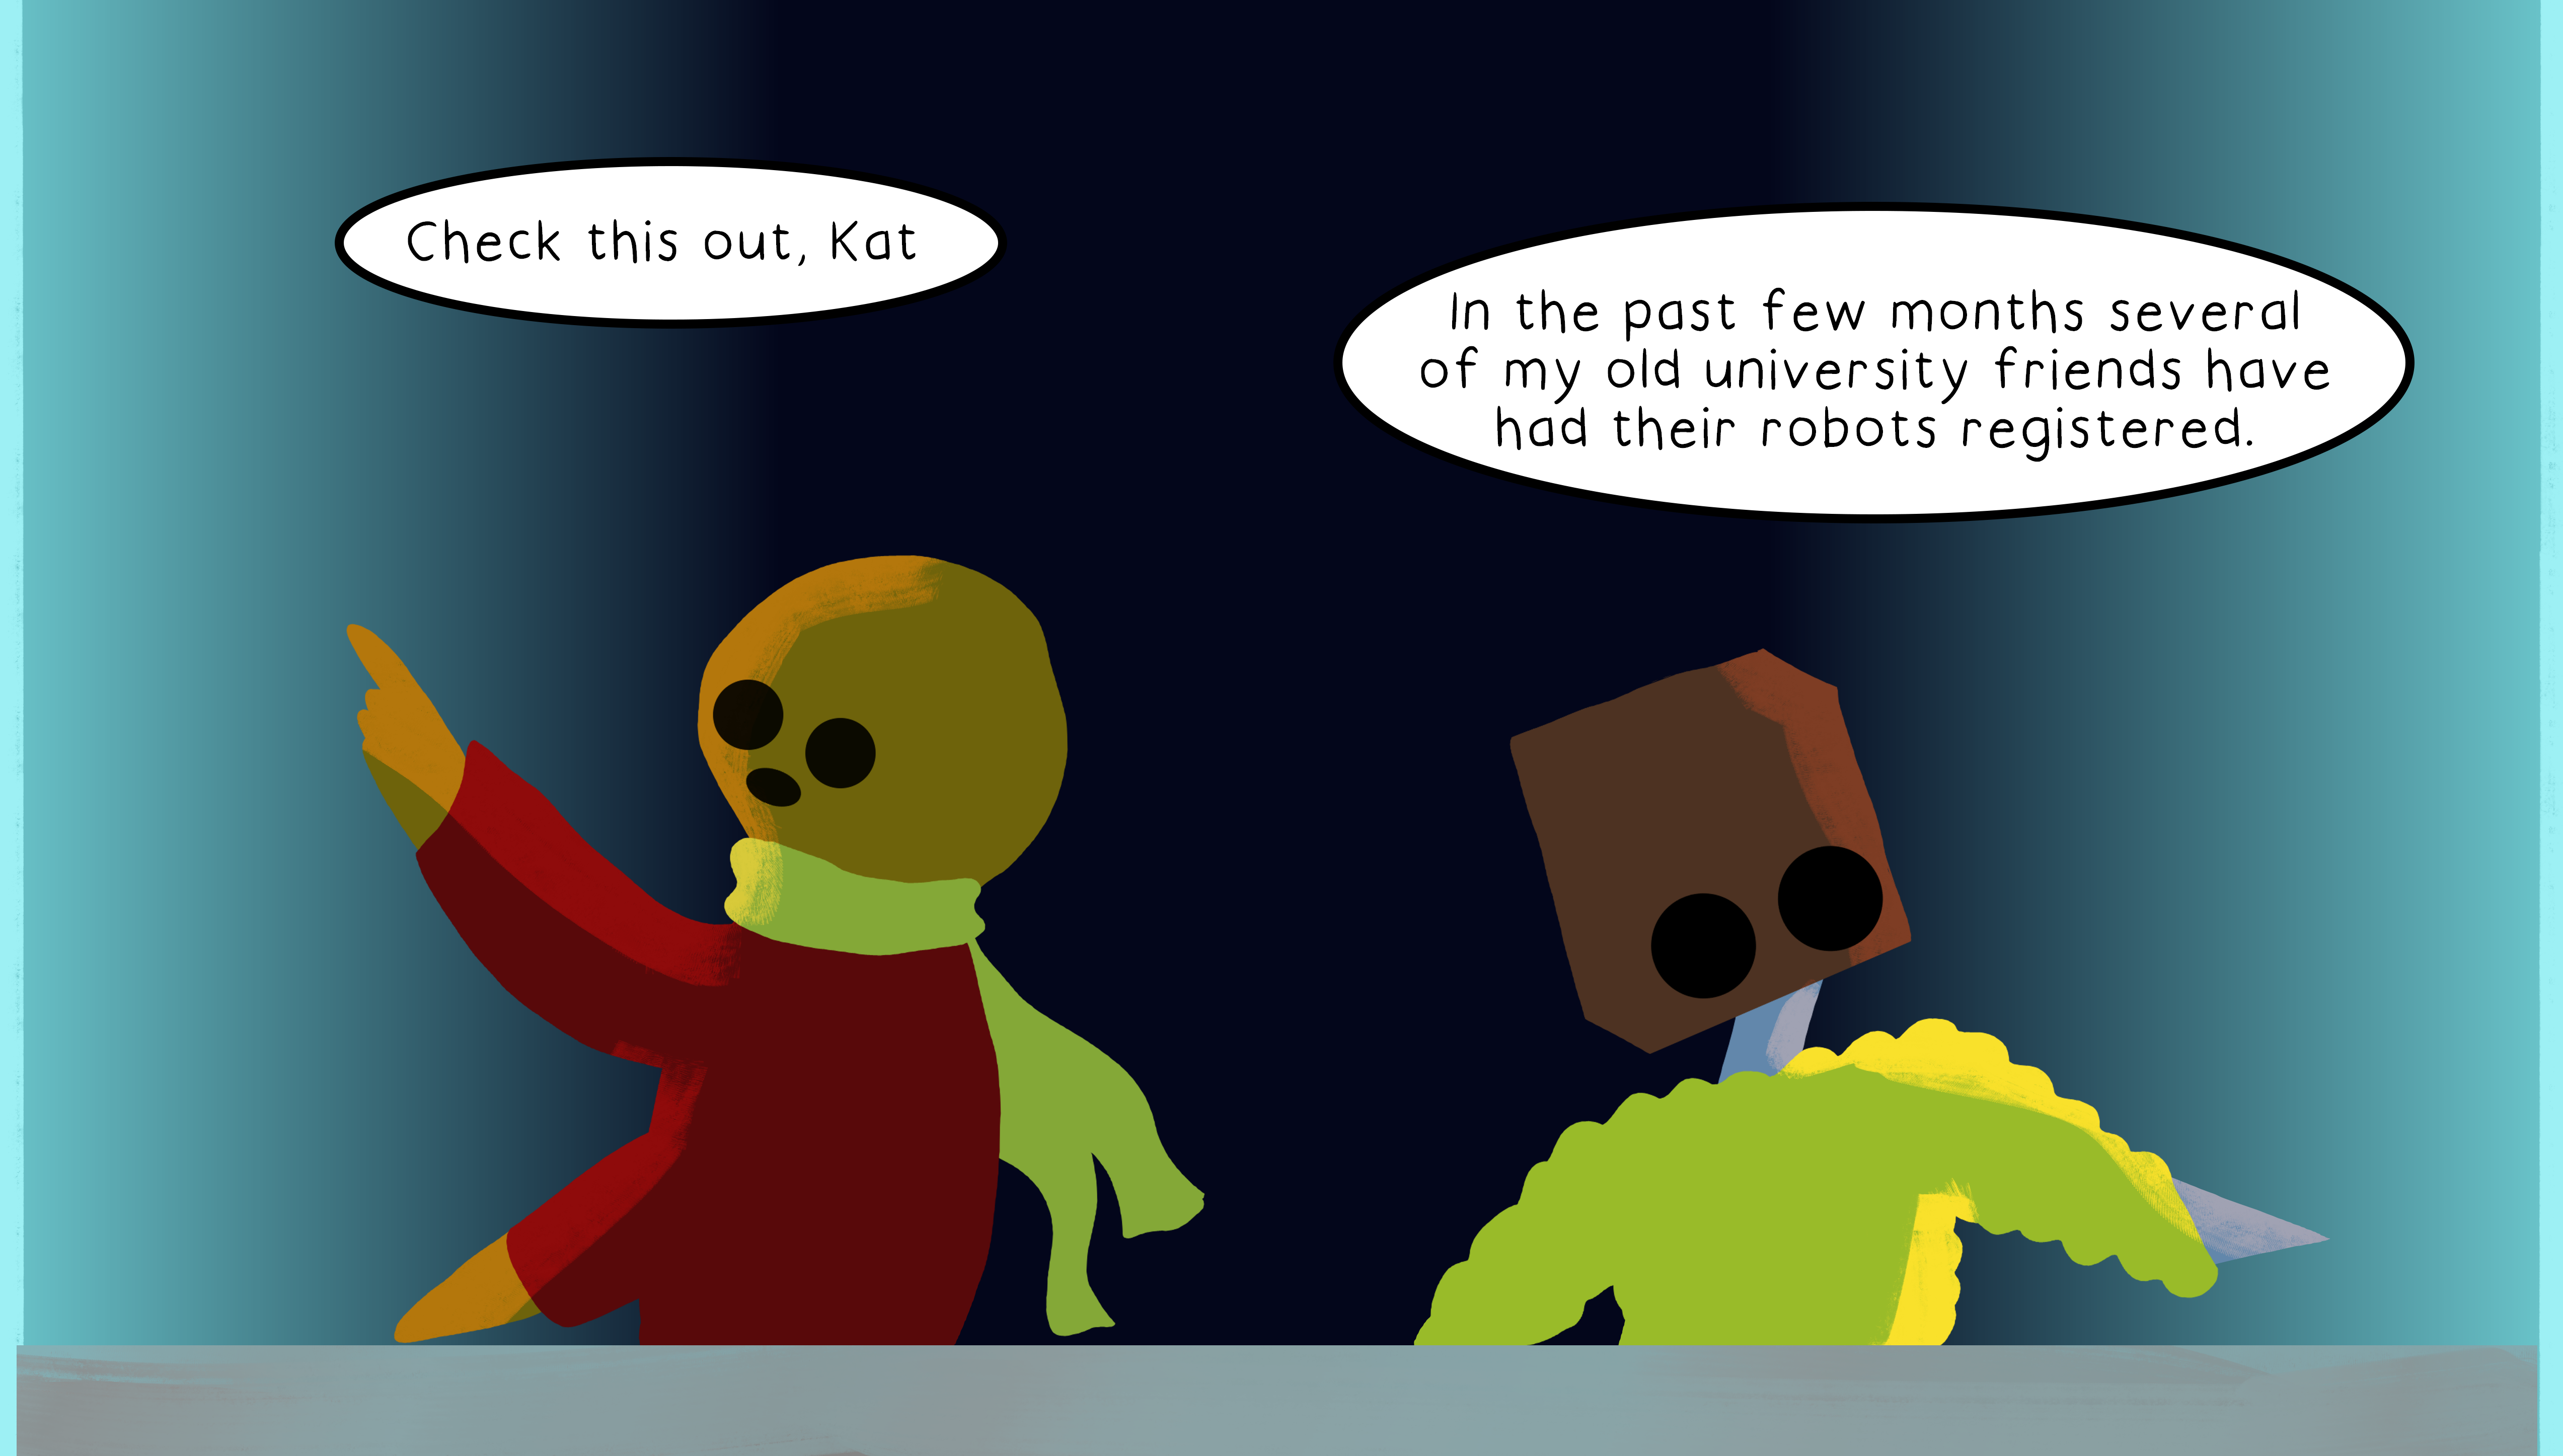 Check this out, Kat
In the past few months several
of my old university friends have
had their robots registered.